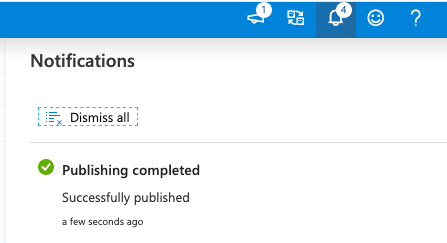 1
4
?
Notifications
Dismiss all
Publishing completed
Successfully published
a few seconds ago